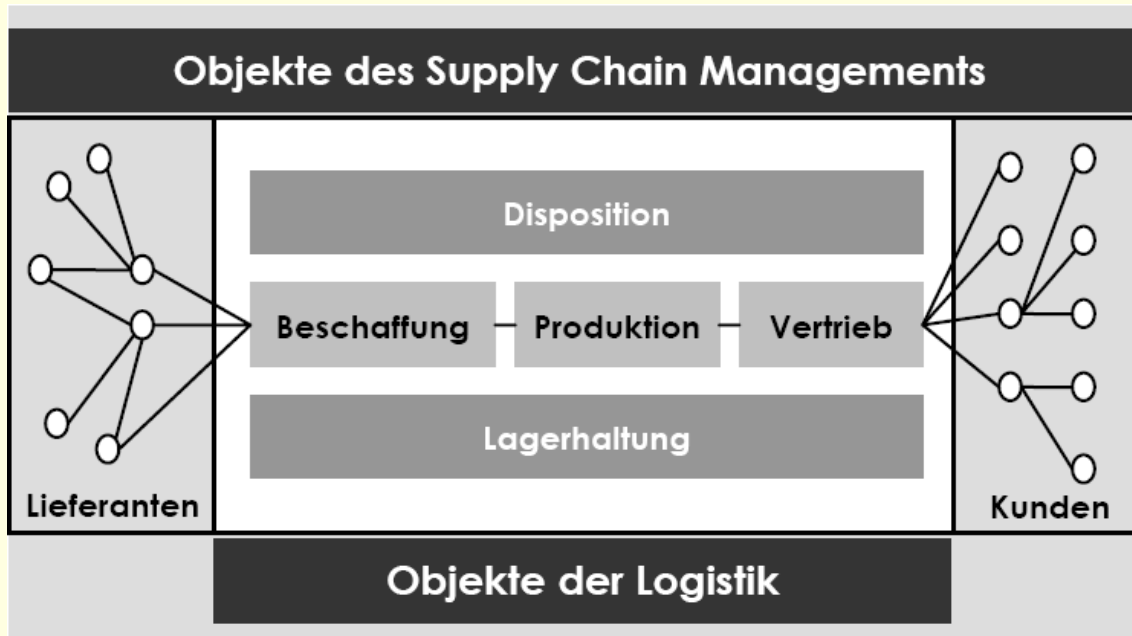 Objekte des Supply Chain Managements
Disposition
Beschaffung
Produktion
Vertrieb
Lagerhaltung
Lieferanten
Kunden
Objekte der Logistik